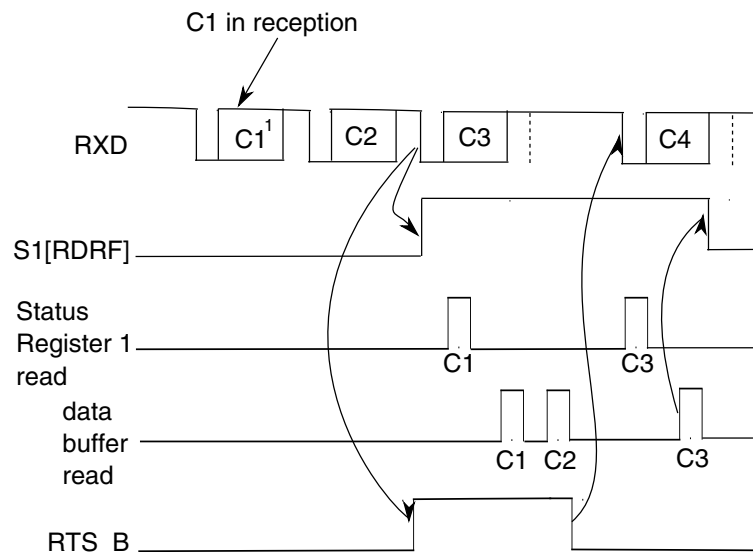 C1 in reception
RXD
C1¹
C2
C3
C4
S1[RDRF]
Status
Register 1
read
C1
C3
data
buffer
read
C1
C2
C3
RTS_B